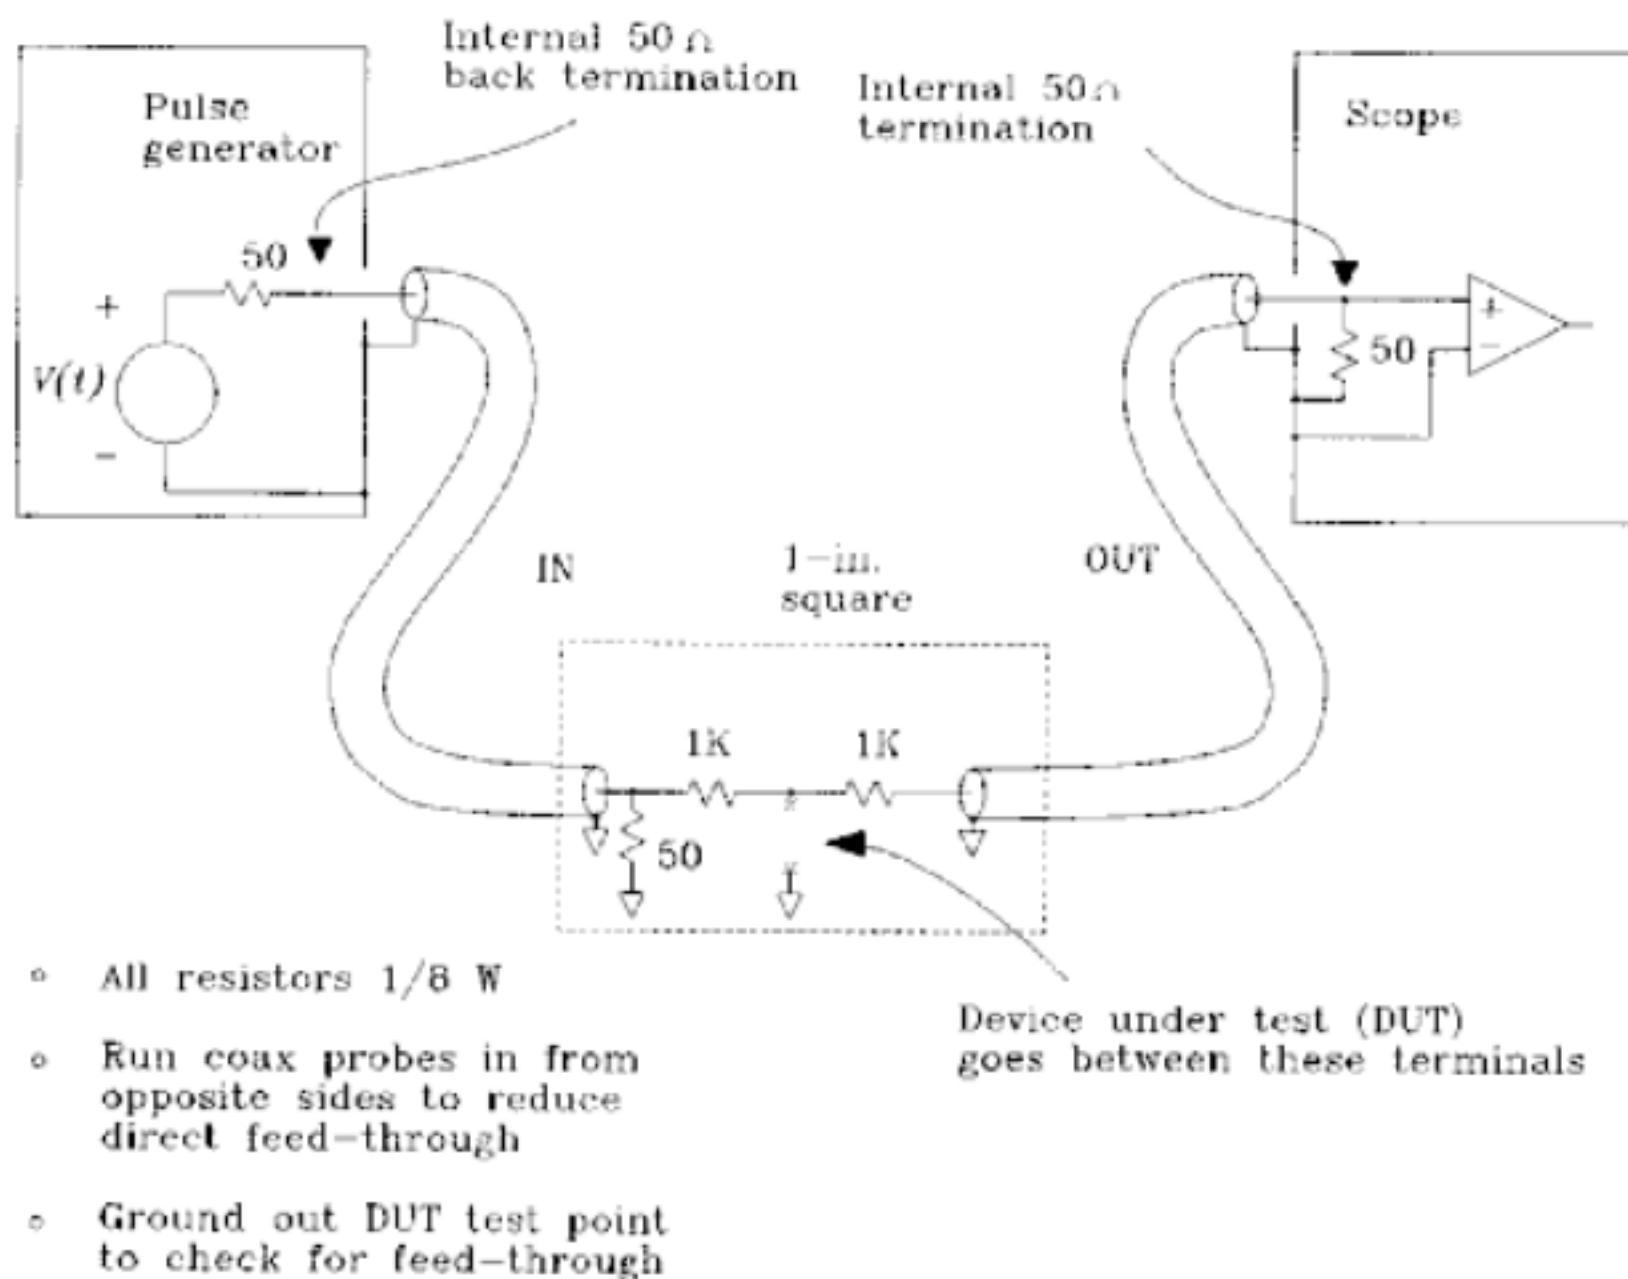 Internal 50Ω
back termination
Internal 50Ω
termination
Pulse
generator
Scope
50
+
V(t)
−
+
−
50
IN
1-in.
square
OUT
1K
1K
50
Device under test (DUT)
goes between these terminals
◦ All resistors 1/8 W
◦ Run coax probes in from
opposite sides to reduce
direct feed-through
◦ Ground out DUT test point
to check for feed-through